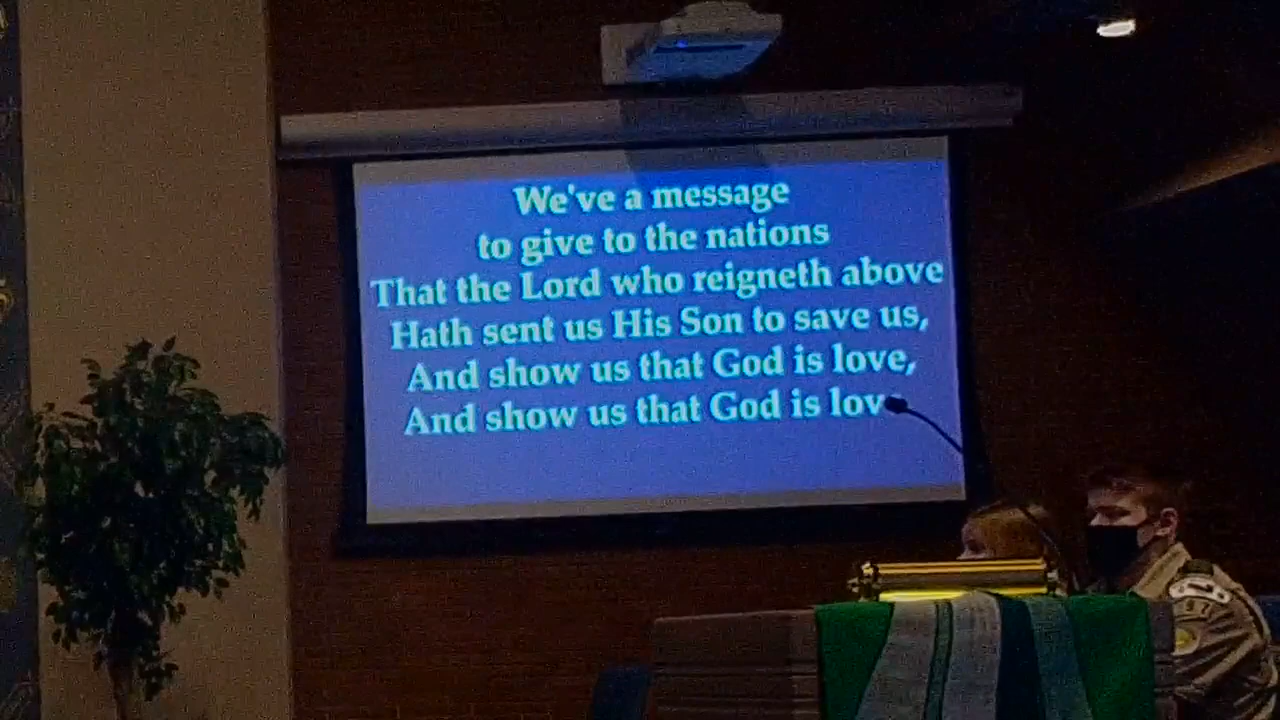 We've a message
to give to the nations
That the Lord who reigneth above
Hath sent us His Son to save us,
And show us that God is love,
And show us that God is lov